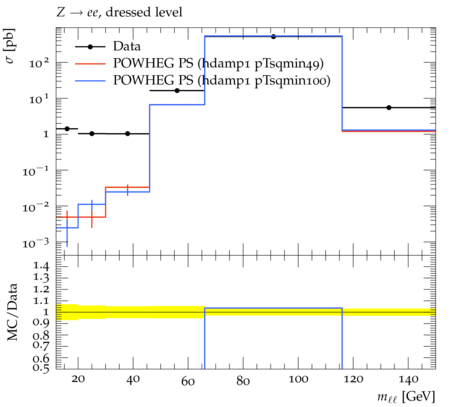 Z → ee, dressed level
σ [pb]
Data
POWHEG PS (hdamp1 pTsqmin49)
POWHEG PS (hdamp1 pTsqmin100)
10²
10¹
1
10⁻¹
10⁻²
10⁻³
MC/Data
1.4
1.3
1.2
1.1
1
0.9
0.8
0.7
0.6
0.5
20 40 60 80 100 120 140
mℓℓ [GeV]